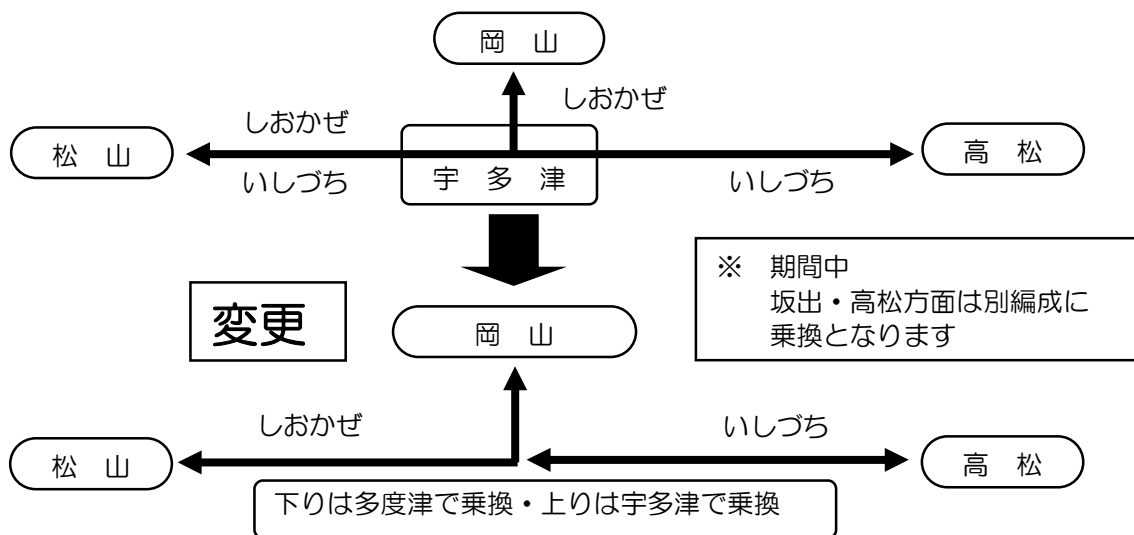 岡 山
しおかぜ
しおかぜ
松 山
高 松
いしづち
宇 多 津
いしづち
※ 期間中
坂出・高松方面は別編成に
乗換となります
変更
岡 山
しおかぜ
いしづち
松 山
高 松
下りは多度津で乗換・上りは宇多津で乗換